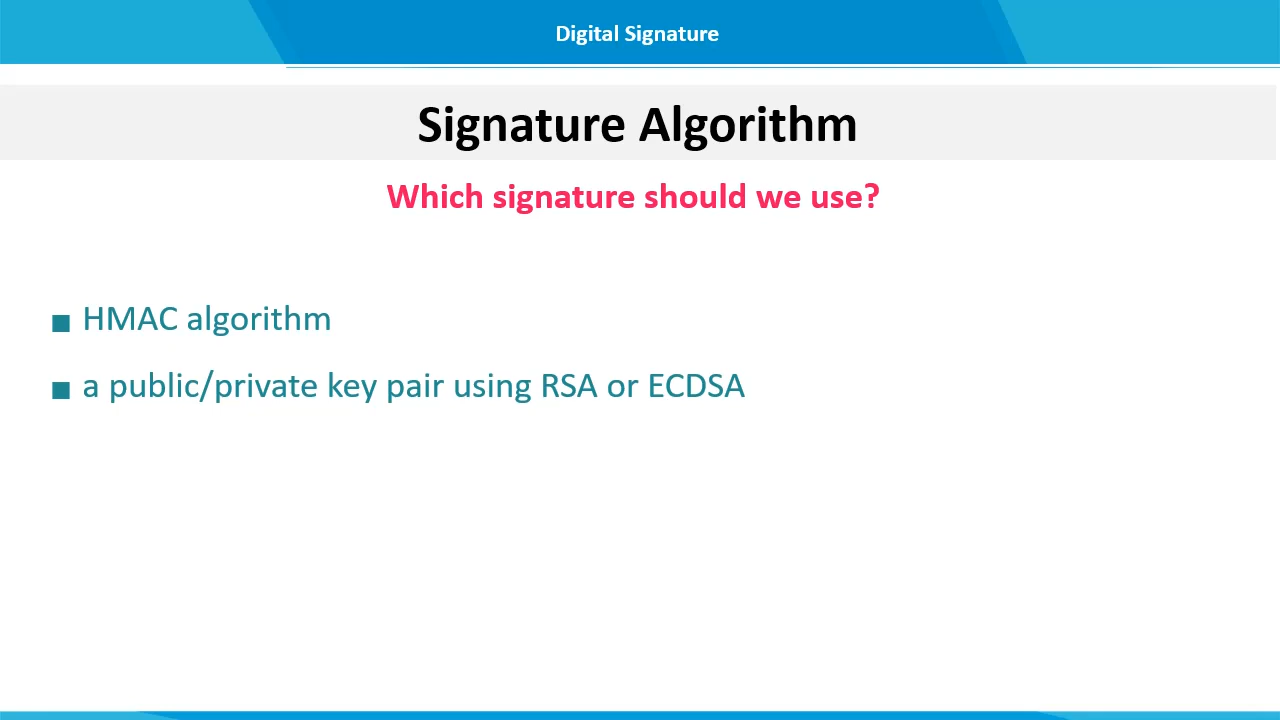 Digital Signature
Signature Algorithm
Which signature should we use?
■ HMAC algorithm
■ a public/private key pair using RSA or ECDSA